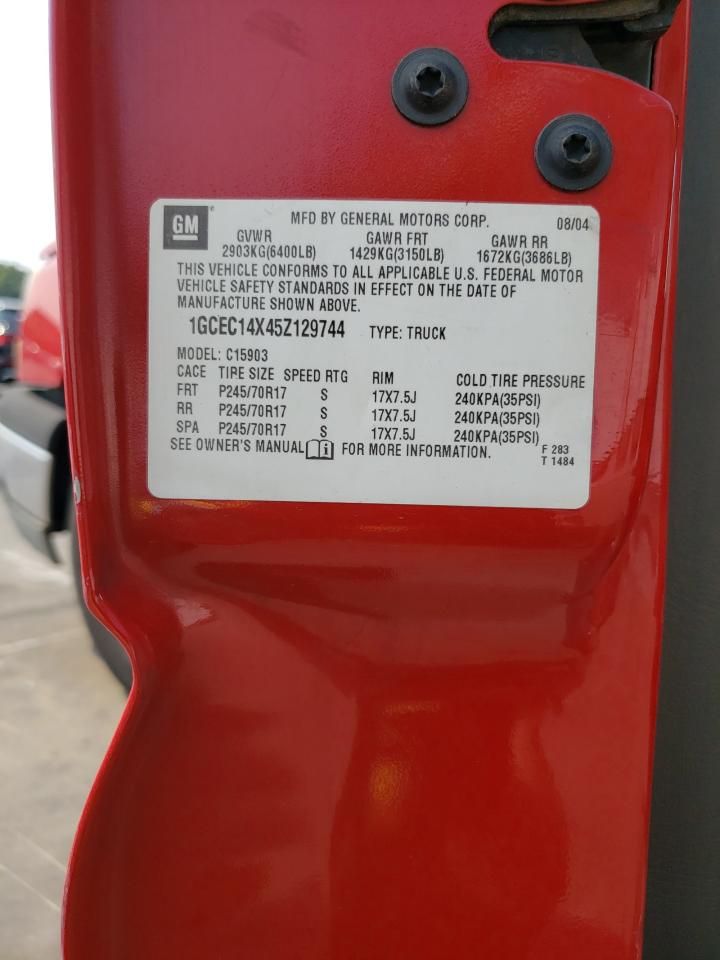 GM
MFD BY GENERAL MOTORS CORP. 08/04
GVWR GAWR FRT GAWR RR
2903KG(6400LB) 1429KG(3150LB) 1672KG(3686LB)
THIS VEHICLE CONFORMS TO ALL APPLICABLE U.S. FEDERAL MOTOR
VEHICLE SAFETY STANDARDS IN EFFECT ON THE DATE OF
MANUFACTURE SHOWN ABOVE.
1GCEC14X45Z129744 TYPE: TRUCK
MODEL: C15903
CACE TIRE SIZE SPEED RTG RIM COLD TIRE PRESSURE
FRT P245/70R17 S 17X7.5J 240KPA(35PSI)
RR P245/70R17 S 17X7.5J 240KPA(35PSI)
SPA P245/70R17 S 17X7.5J 240KPA(35PSI)
SEE OWNER'S MANUAL FOR MORE INFORMATION.
F 283
T 1484